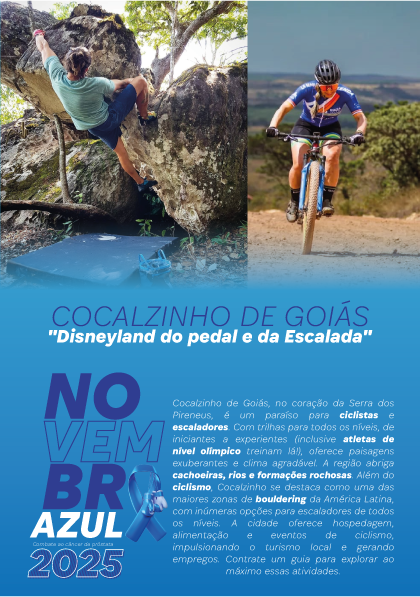 COCALZINHO DE GOIÁS
"Disneyland do pedal e da Escalada"
NO
VEM
BRO
AZUL
Combate ao câncer de próstata
2025
Cocalzinho de Goiás, no coração da Serra dos
Pireneus, é um paraíso para ciclistas e
escaladores. Com trilhas para todos os níveis, de
iniciantes a experientes (inclusive atletas de
nível olímpico treinam lá!), oferece paisagens
exuberantes e clima agradável. A região abriga
cachoeiras, rios e formações rochosas. Além do
ciclismo, Cocalzinho se destaca como uma das
maiores zonas de bouldering da América Latina,
com inúmeras opções para escaladores de todos
os níveis. A cidade oferece hospedagem,
alimentação e eventos de ciclismo,
impulsionando o turismo local e gerando
empregos. Contrate um guia para explorar ao
máximo essas atividades.